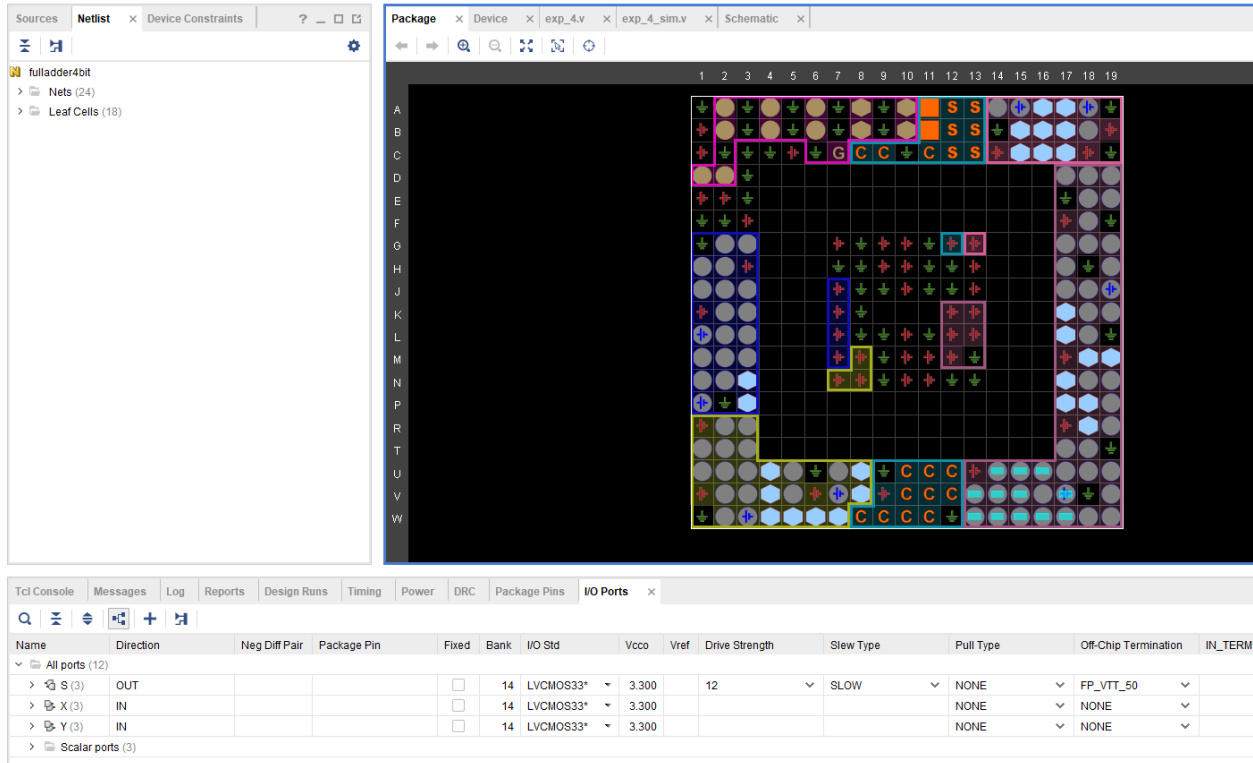 Sources Netlist × Device Constraints ? _ □
fulladder4bit
> Nets (24)
> Leaf Cells (18)
Package × Device × exp_4.v × exp_4_sim.v × Schematic ×
1 2 3 4 5 6 7 8 9 10 11 12 13 14 15 16 17 18 19
A S S
B S S
C G C C C S S
D
E
F
G
H
J
K
L
M
N
P
R
T
U C C C
V C C C
W C C C C
Tcl Console Messages Log Reports Design Runs Timing Power DRC Package Pins I/O Ports ×
Name Direction Neg Diff Pair Package Pin Fixed Bank I/O Std Vcco Vref Drive Strength Slew Type Pull Type Off-Chip Termination IN_TERM
All ports (12)
> S (3) OUT 14 LVCMOS33* 3.300 12 SLOW NONE FP_VTT_50
> X (3) IN 14 LVCMOS33* 3.300 NONE NONE
> Y (3) IN 14 LVCMOS33* 3.300 NONE NONE
> Scalar ports (3)